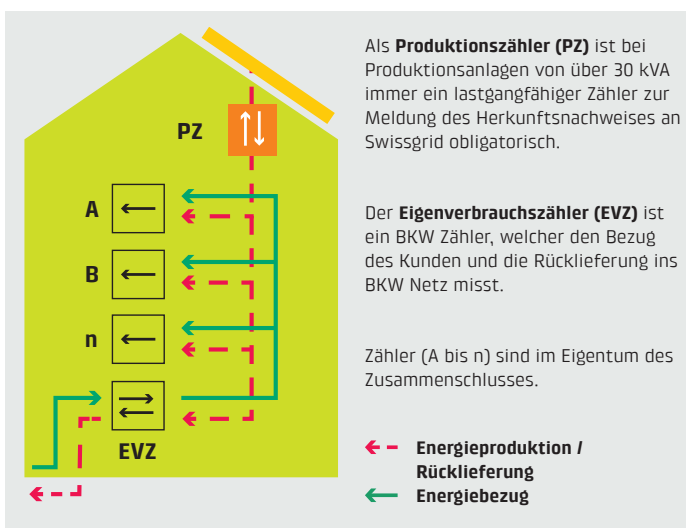 PZ
A
B
n
EVZ
Als Produktionszähler (PZ) ist bei
Produktionsanlagen von über 30 kVA
immer ein lastgangfähiger Zähler zur
Meldung des Herkunftsnachweises an
Swissgrid obligatorisch.
Der Eigenverbrauchszähler (EVZ) ist
ein BKW Zähler, welcher den Bezug
des Kunden und die Rücklieferung ins
BKW Netz misst.
Zähler (A bis n) sind im Eigentum des
Zusammenschlusses.
Energieproduktion /
Rücklieferung
Energiebezug